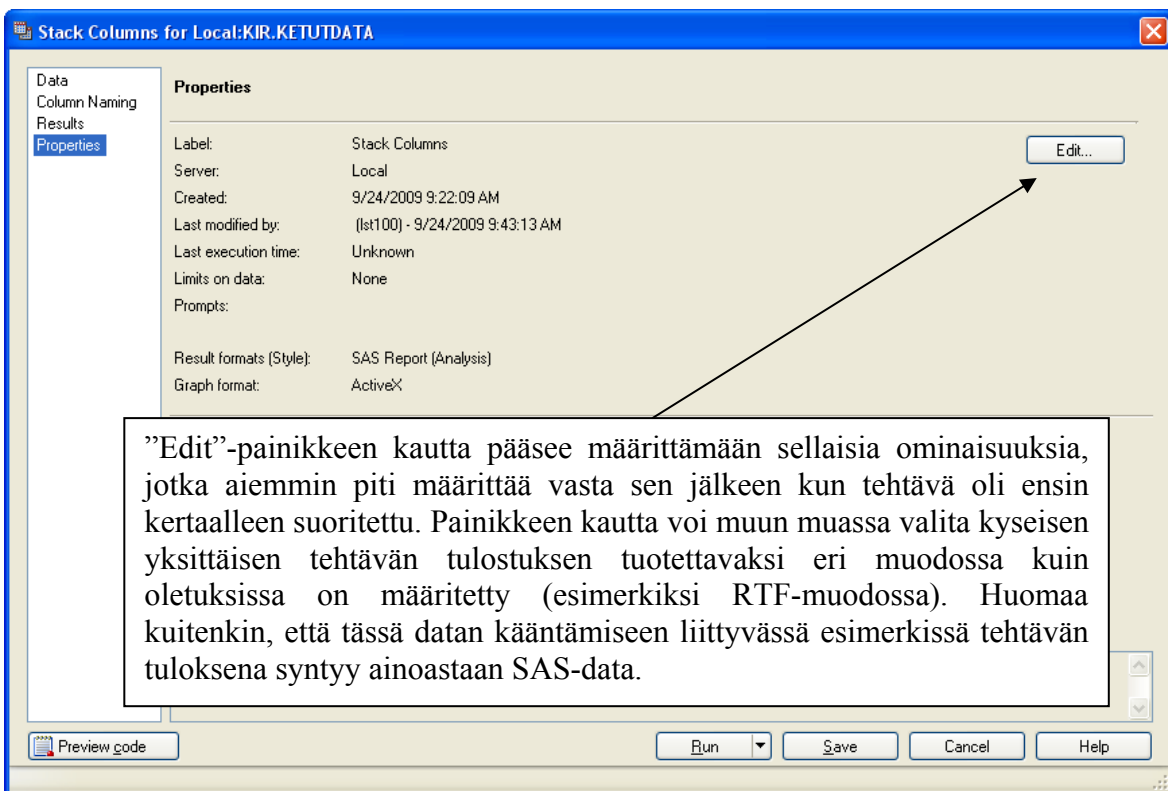 Stack Columns for Local:KIR.KETUTDATA
Data
Column Naming
Results
Properties
Properties
Label: Stack Columns
Edit...
Server: Local
Created: 9/24/2009 9:22:09 AM
Last modified by: (lst100) - 9/24/2009 9:43:13 AM
Last execution time: Unknown
Limits on data: None
Prompts:
Result formats (Style): SAS Report (Analysis)
Graph format: ActiveX
”Edit”-painikkeen kautta pääsee määrittämään sellaisia ominaisuuksia,
jotka aiemmin piti määrittää vasta sen jälkeen kun tehtävä oli ensin
kertaalleen suoritettu. Painikkeen kautta voi muun muassa valita kyseisen
yksittäisen tehtävän tulostuksen tuotettavaksi eri muodossa kuin
oletuksissa on määritetty (esimerkiksi RTF-muodossa). Huomaa
kuitenkin, että tässä datan kääntämiseen liittyvässä esimerkissä tehtävän
tuloksena syntyy ainoastaan SAS-data.
Preview code Run Save Cancel Help